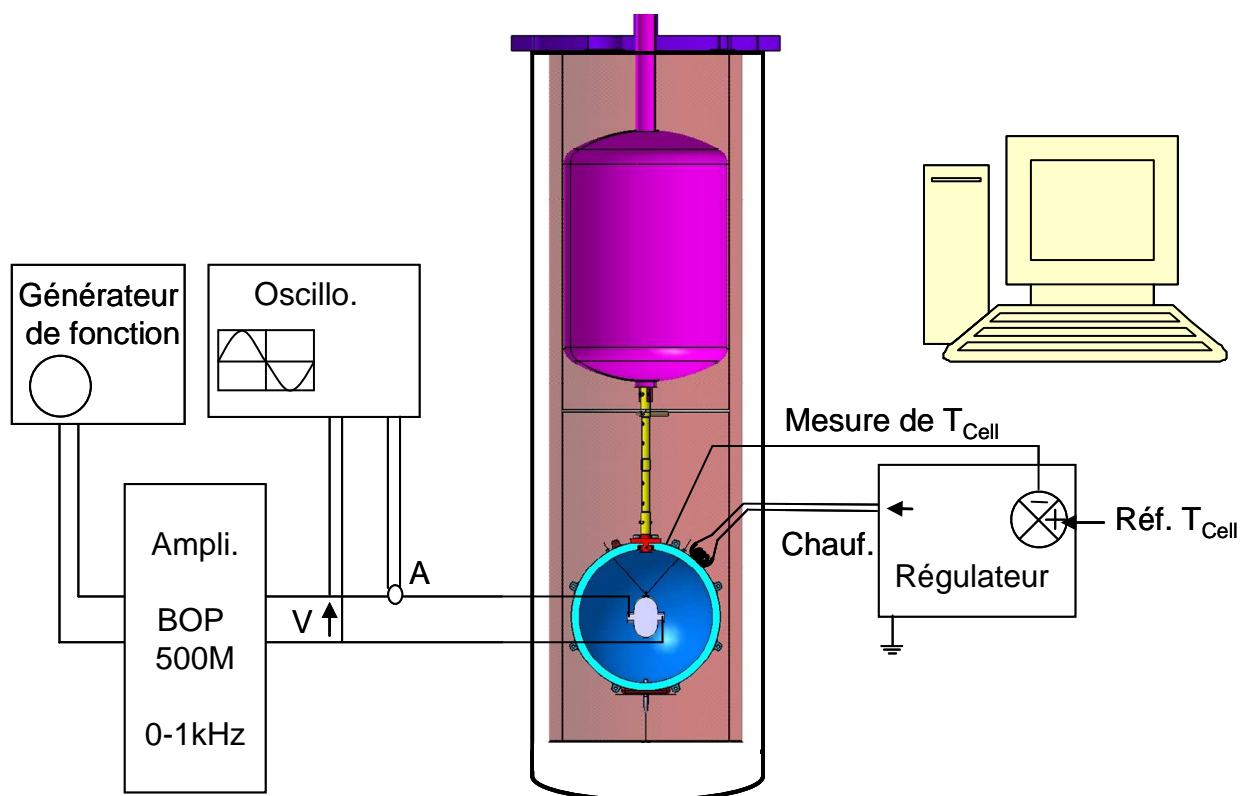 Générateur
de fonction
Oscillo.
Ampli.
BOP
500M
0-1kHz
V
A
Mesure de TCell
Chauf.
Régulateur
Réf. TCell
−
+